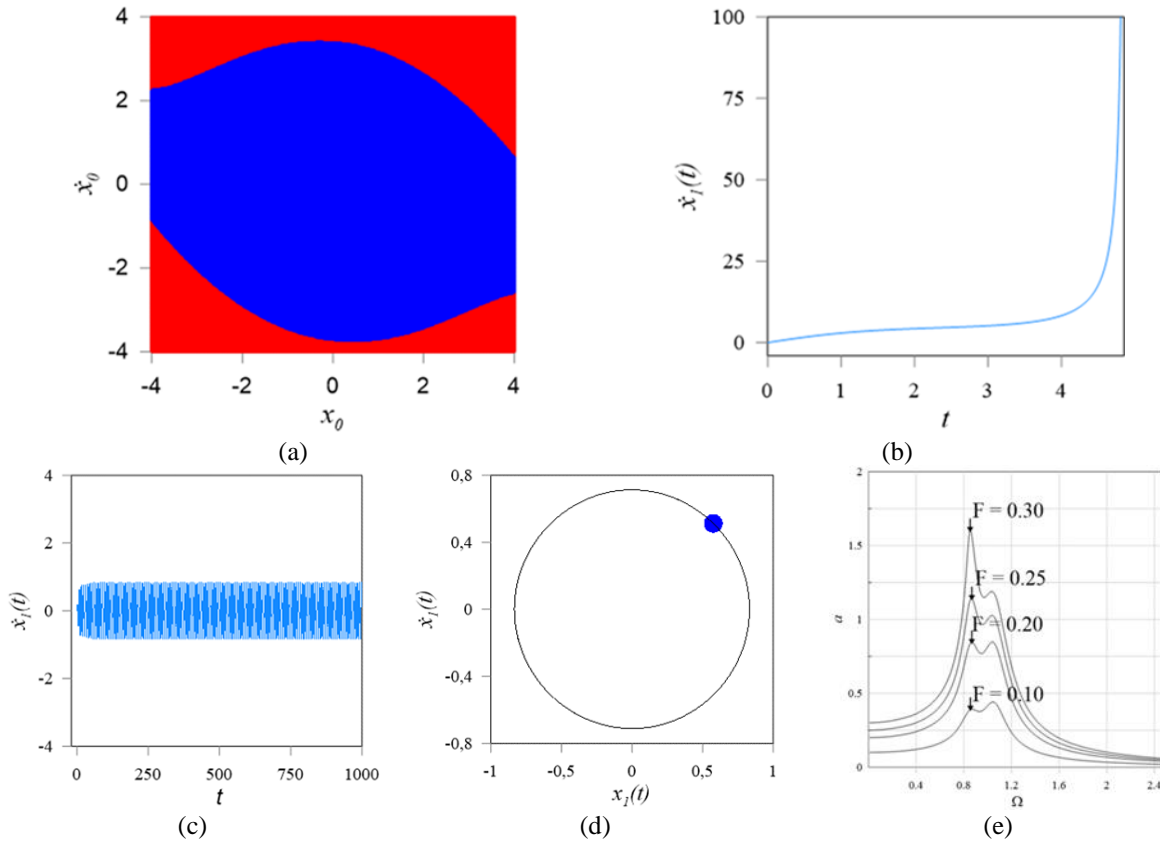 4
2
0
-2
-4
ẋ₀
-4 -2 0 2 4
x₀
(a)
100
75
50
25
0
ẋ₁(t)
0 1 2 3 4
t
(b)
4
2
0
-2
-4
ẋ₁(t)
0 250 500 750 1000
t
(c)
0,8
0,4
0
-0,4
-0,8
ẋ₁(t)
-1 -0,5 0 0,5 1
x₁(t)
(d)
2
1.5
1
0.5
0
a
F = 0.30
F = 0.25
F = 0.20
F = 0.10
0.4 0.8 1.2 1.6 2 2.4
Ω
(e)